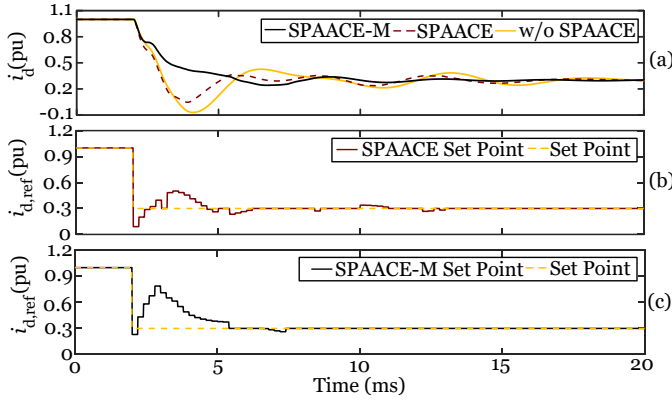 1.1
0.8
0.5
0.2
-0.1
i_d(pu)
SPAACE-M SPAACE w/o SPAACE
(a)
1.2
0.9
0.6
0.3
0
i_d,ref(pu)
SPAACE Set Point Set Point
(b)
1.2
0.9
0.6
0.3
0
i_d,ref(pu)
SPAACE-M Set Point Set Point
(c)
0 5 10 15 20
Time (ms)